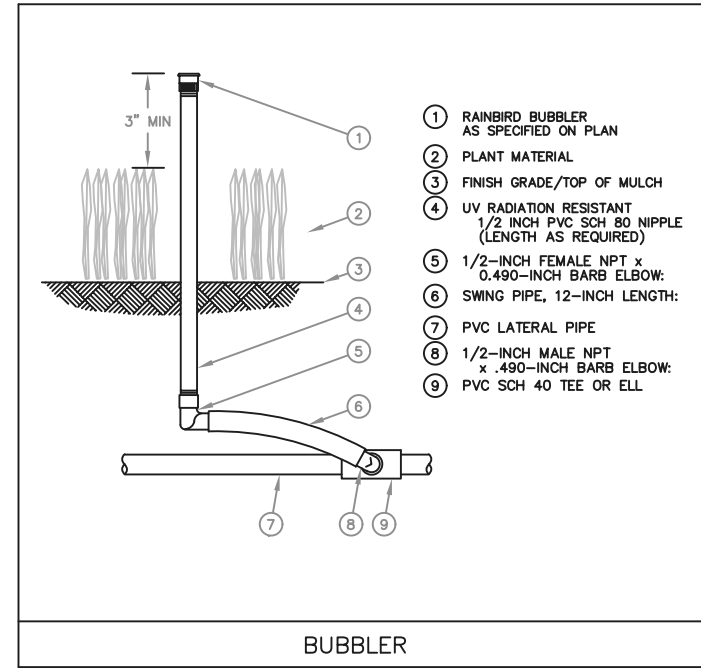 3" MIN
1
2
3
4
5
6
7
8
9
1 RAINBIRD BUBBLER
AS SPECIFIED ON PLAN
2 PLANT MATERIAL
3 FINISH GRADE/TOP OF MULCH
4 UV RADIATION RESISTANT
1/2 INCH PVC SCH 80 NIPPLE
(LENGTH AS REQUIRED)
5 1/2-INCH FEMALE NPT x
0.490-INCH BARB ELBOW:
6 SWING PIPE, 12-INCH LENGTH:
7 PVC LATERAL PIPE
8 1/2-INCH MALE NPT
x .490-INCH BARB ELBOW:
9 PVC SCH 40 TEE OR ELL
BUBBLER